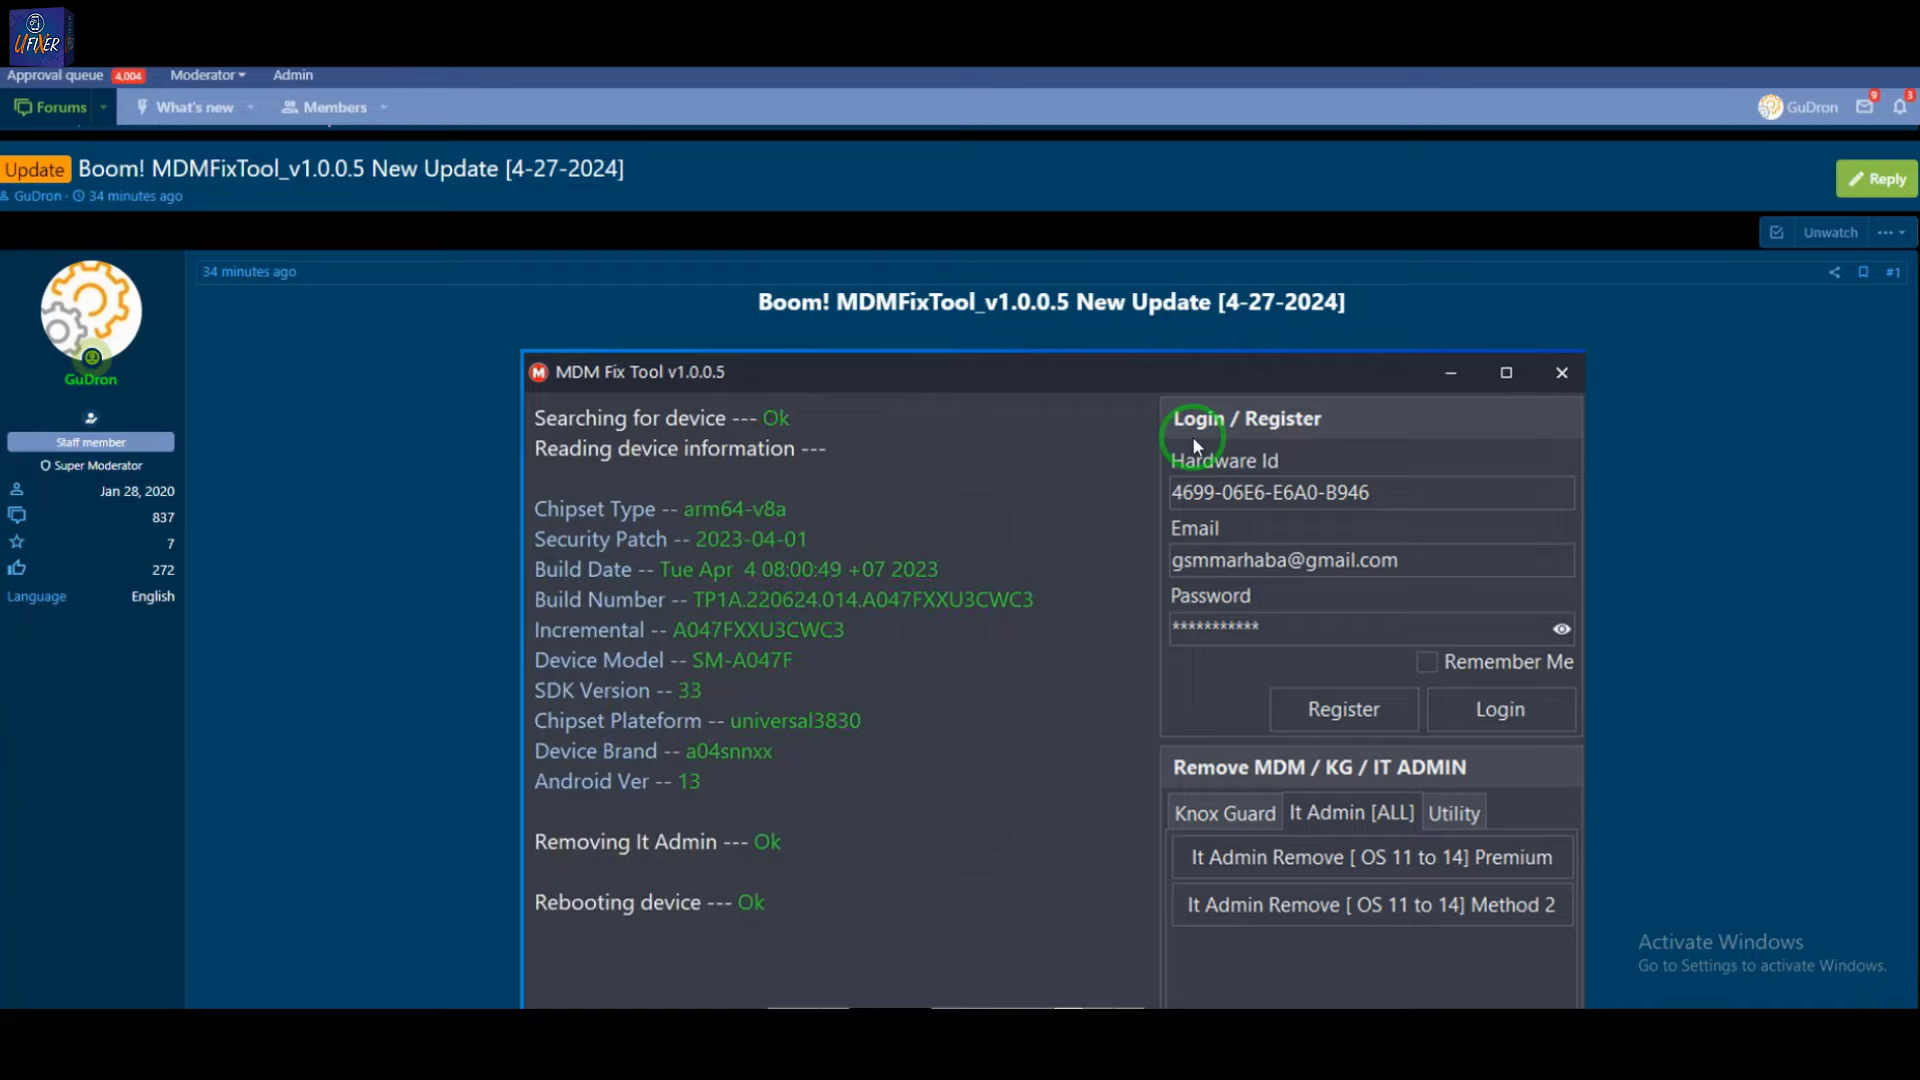 UFiXER
Approval queue 4,004 Moderator Admin
Forums What's new Members GuDron 9 3
Update Boom! MDMFixTool_v1.0.0.5 New Update [4-27-2024]
GuDron · 34 minutes ago
Reply
Unwatch
34 minutes ago #1
Boom! MDMFixTool_v1.0.0.5 New Update [4-27-2024]
GuDron
Staff member
Super Moderator
Jan 28, 2020
837
7
272
Language English
MDM Fix Tool v1.0.0.5
Searching for device --- Ok
Reading device information ---
Chipset Type -- arm64-v8a
Security Patch -- 2023-04-01
Build Date -- Tue Apr 4 08:00:49 +07 2023
Build Number -- TP1A.220624.014.A047FXXU3CWC3
Incremental -- A047FXXU3CWC3
Device Model -- SM-A047F
SDK Version -- 33
Chipset Plateform -- universal3830
Device Brand -- a04snnxx
Android Ver -- 13
Removing It Admin --- Ok
Rebooting device --- Ok
Login / Register
Hardware Id
4699-06E6-E6A0-B946
Email
gsmmarhaba@gmail.com
Password
***********
Remember Me
Register Login
Remove MDM / KG / IT ADMIN
Knox Guard It Admin [ALL] Utility
It Admin Remove [ OS 11 to 14] Premium
It Admin Remove [ OS 11 to 14] Method 2
Activate Windows
Go to Settings to activate Windows.